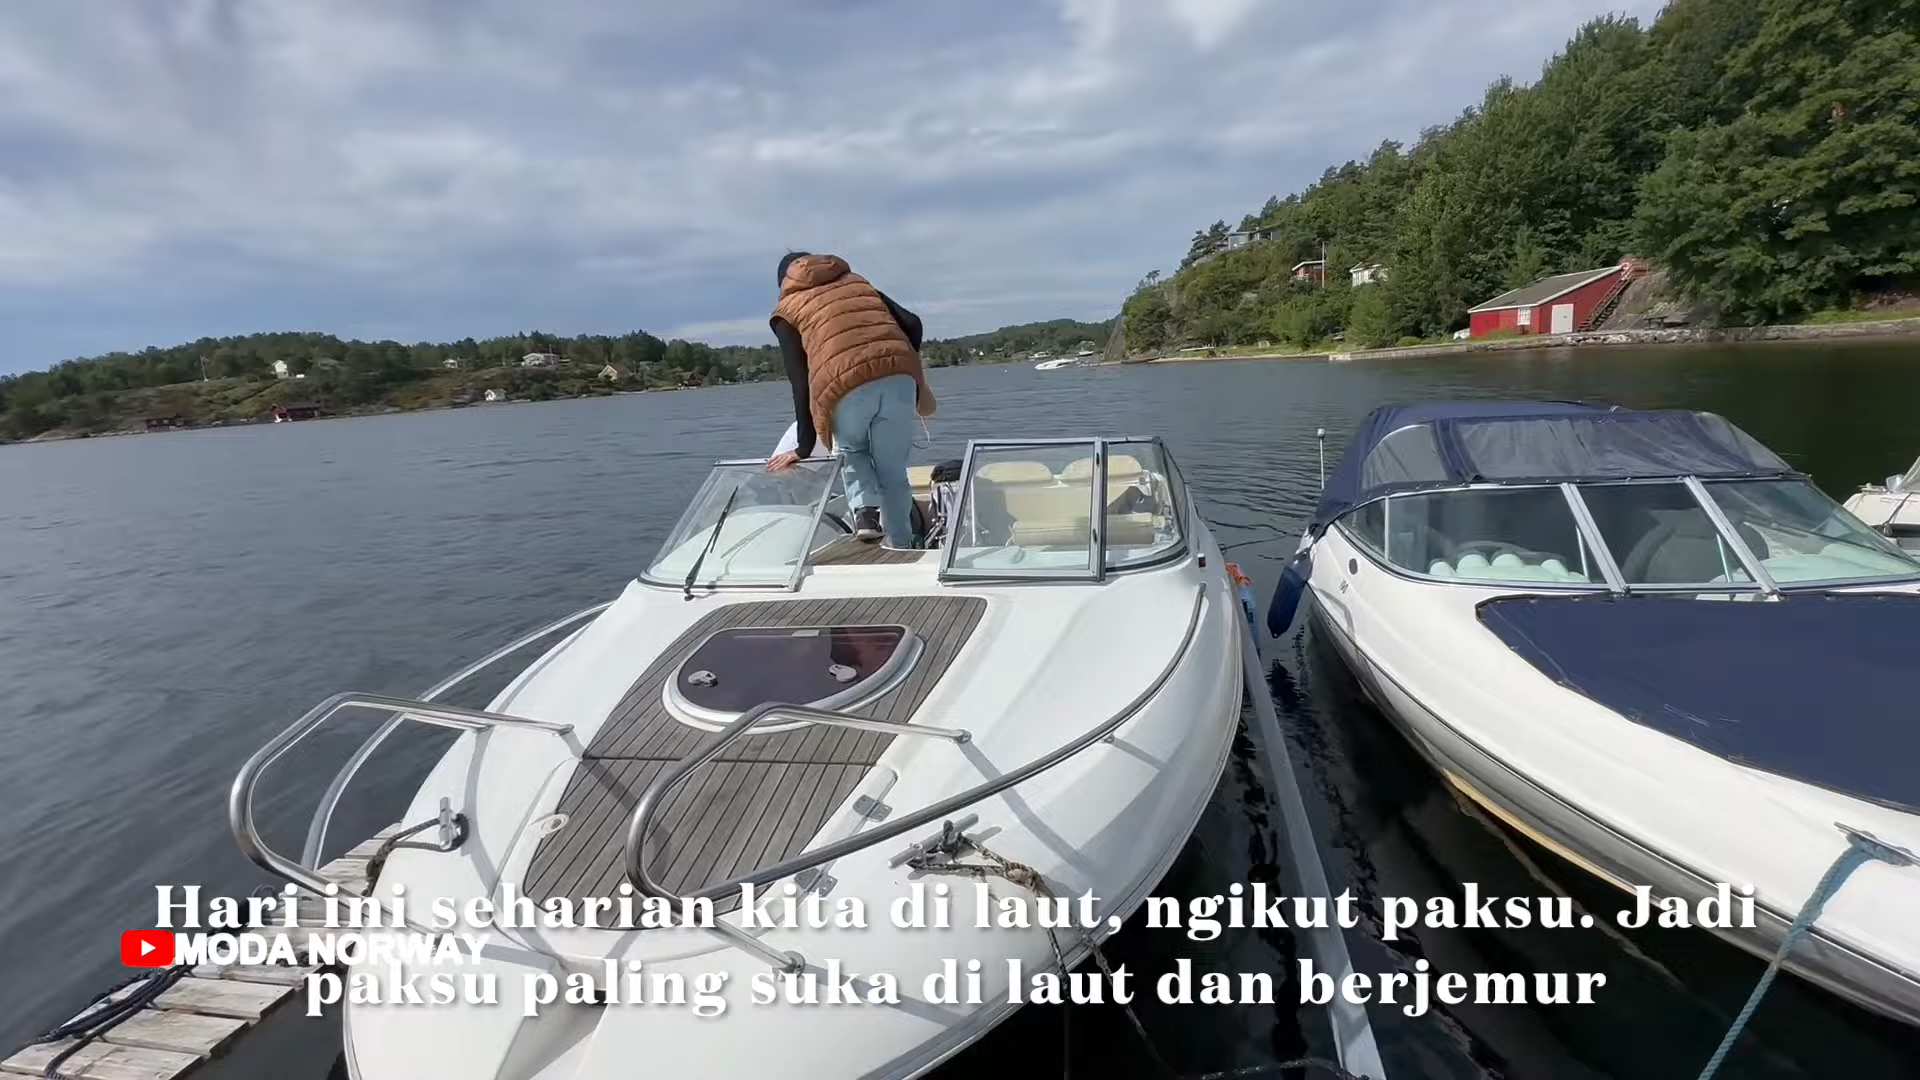 Hari ini seharian kita di laut, ngikut paksu. Jadi
MODA NORWAY
paksu paling suka di laut dan berjemur